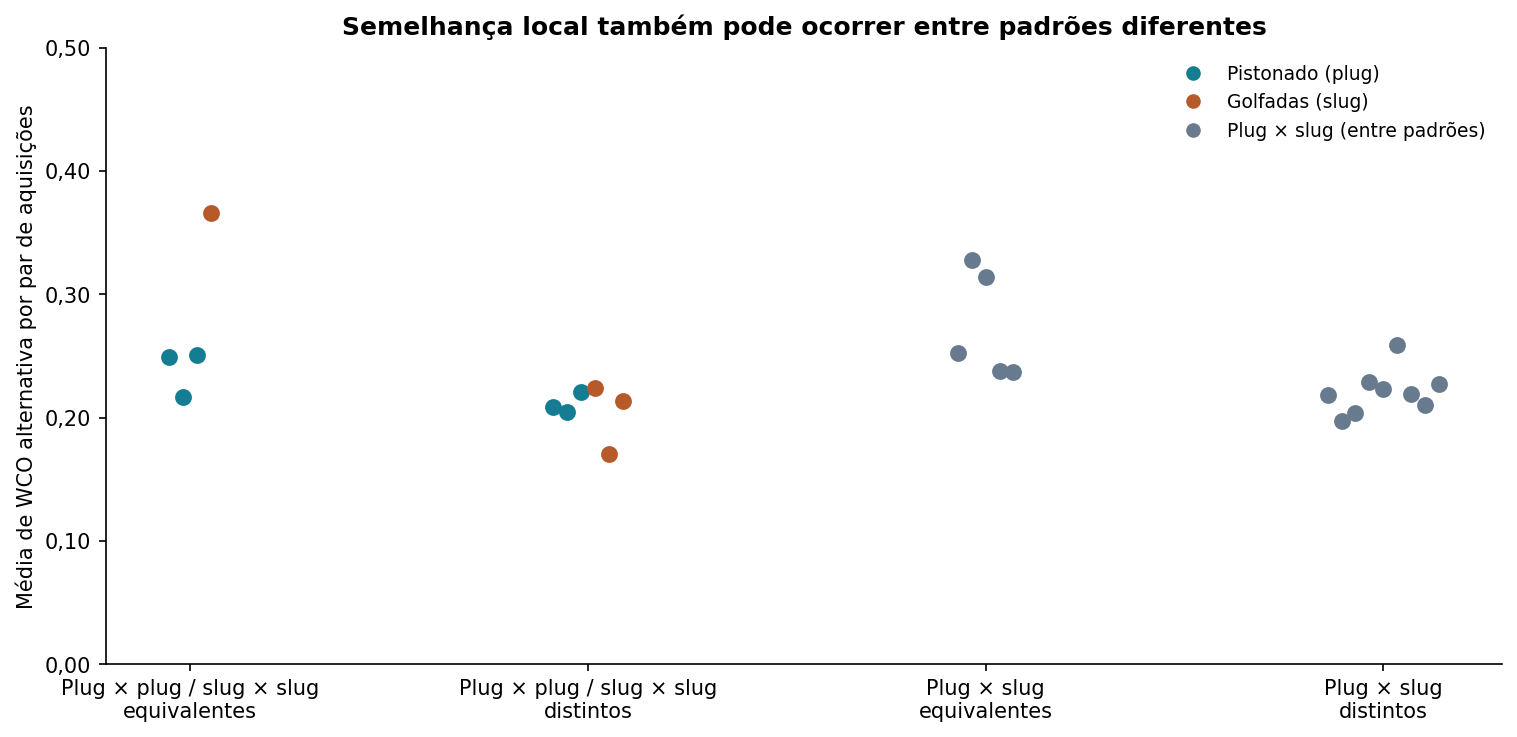 Semelhança local também pode ocorrer entre padrões diferentes
Média de WCO alternativa por par de aquisições
0,50
0,40
0,30
0,20
0,10
0,00
Pistonado (plug)
Golfadas (slug)
Plug × slug (entre padrões)
Plug × plug / slug × slug
equivalentes
Plug × plug / slug × slug
distintos
Plug × slug
equivalentes
Plug × slug
distintos